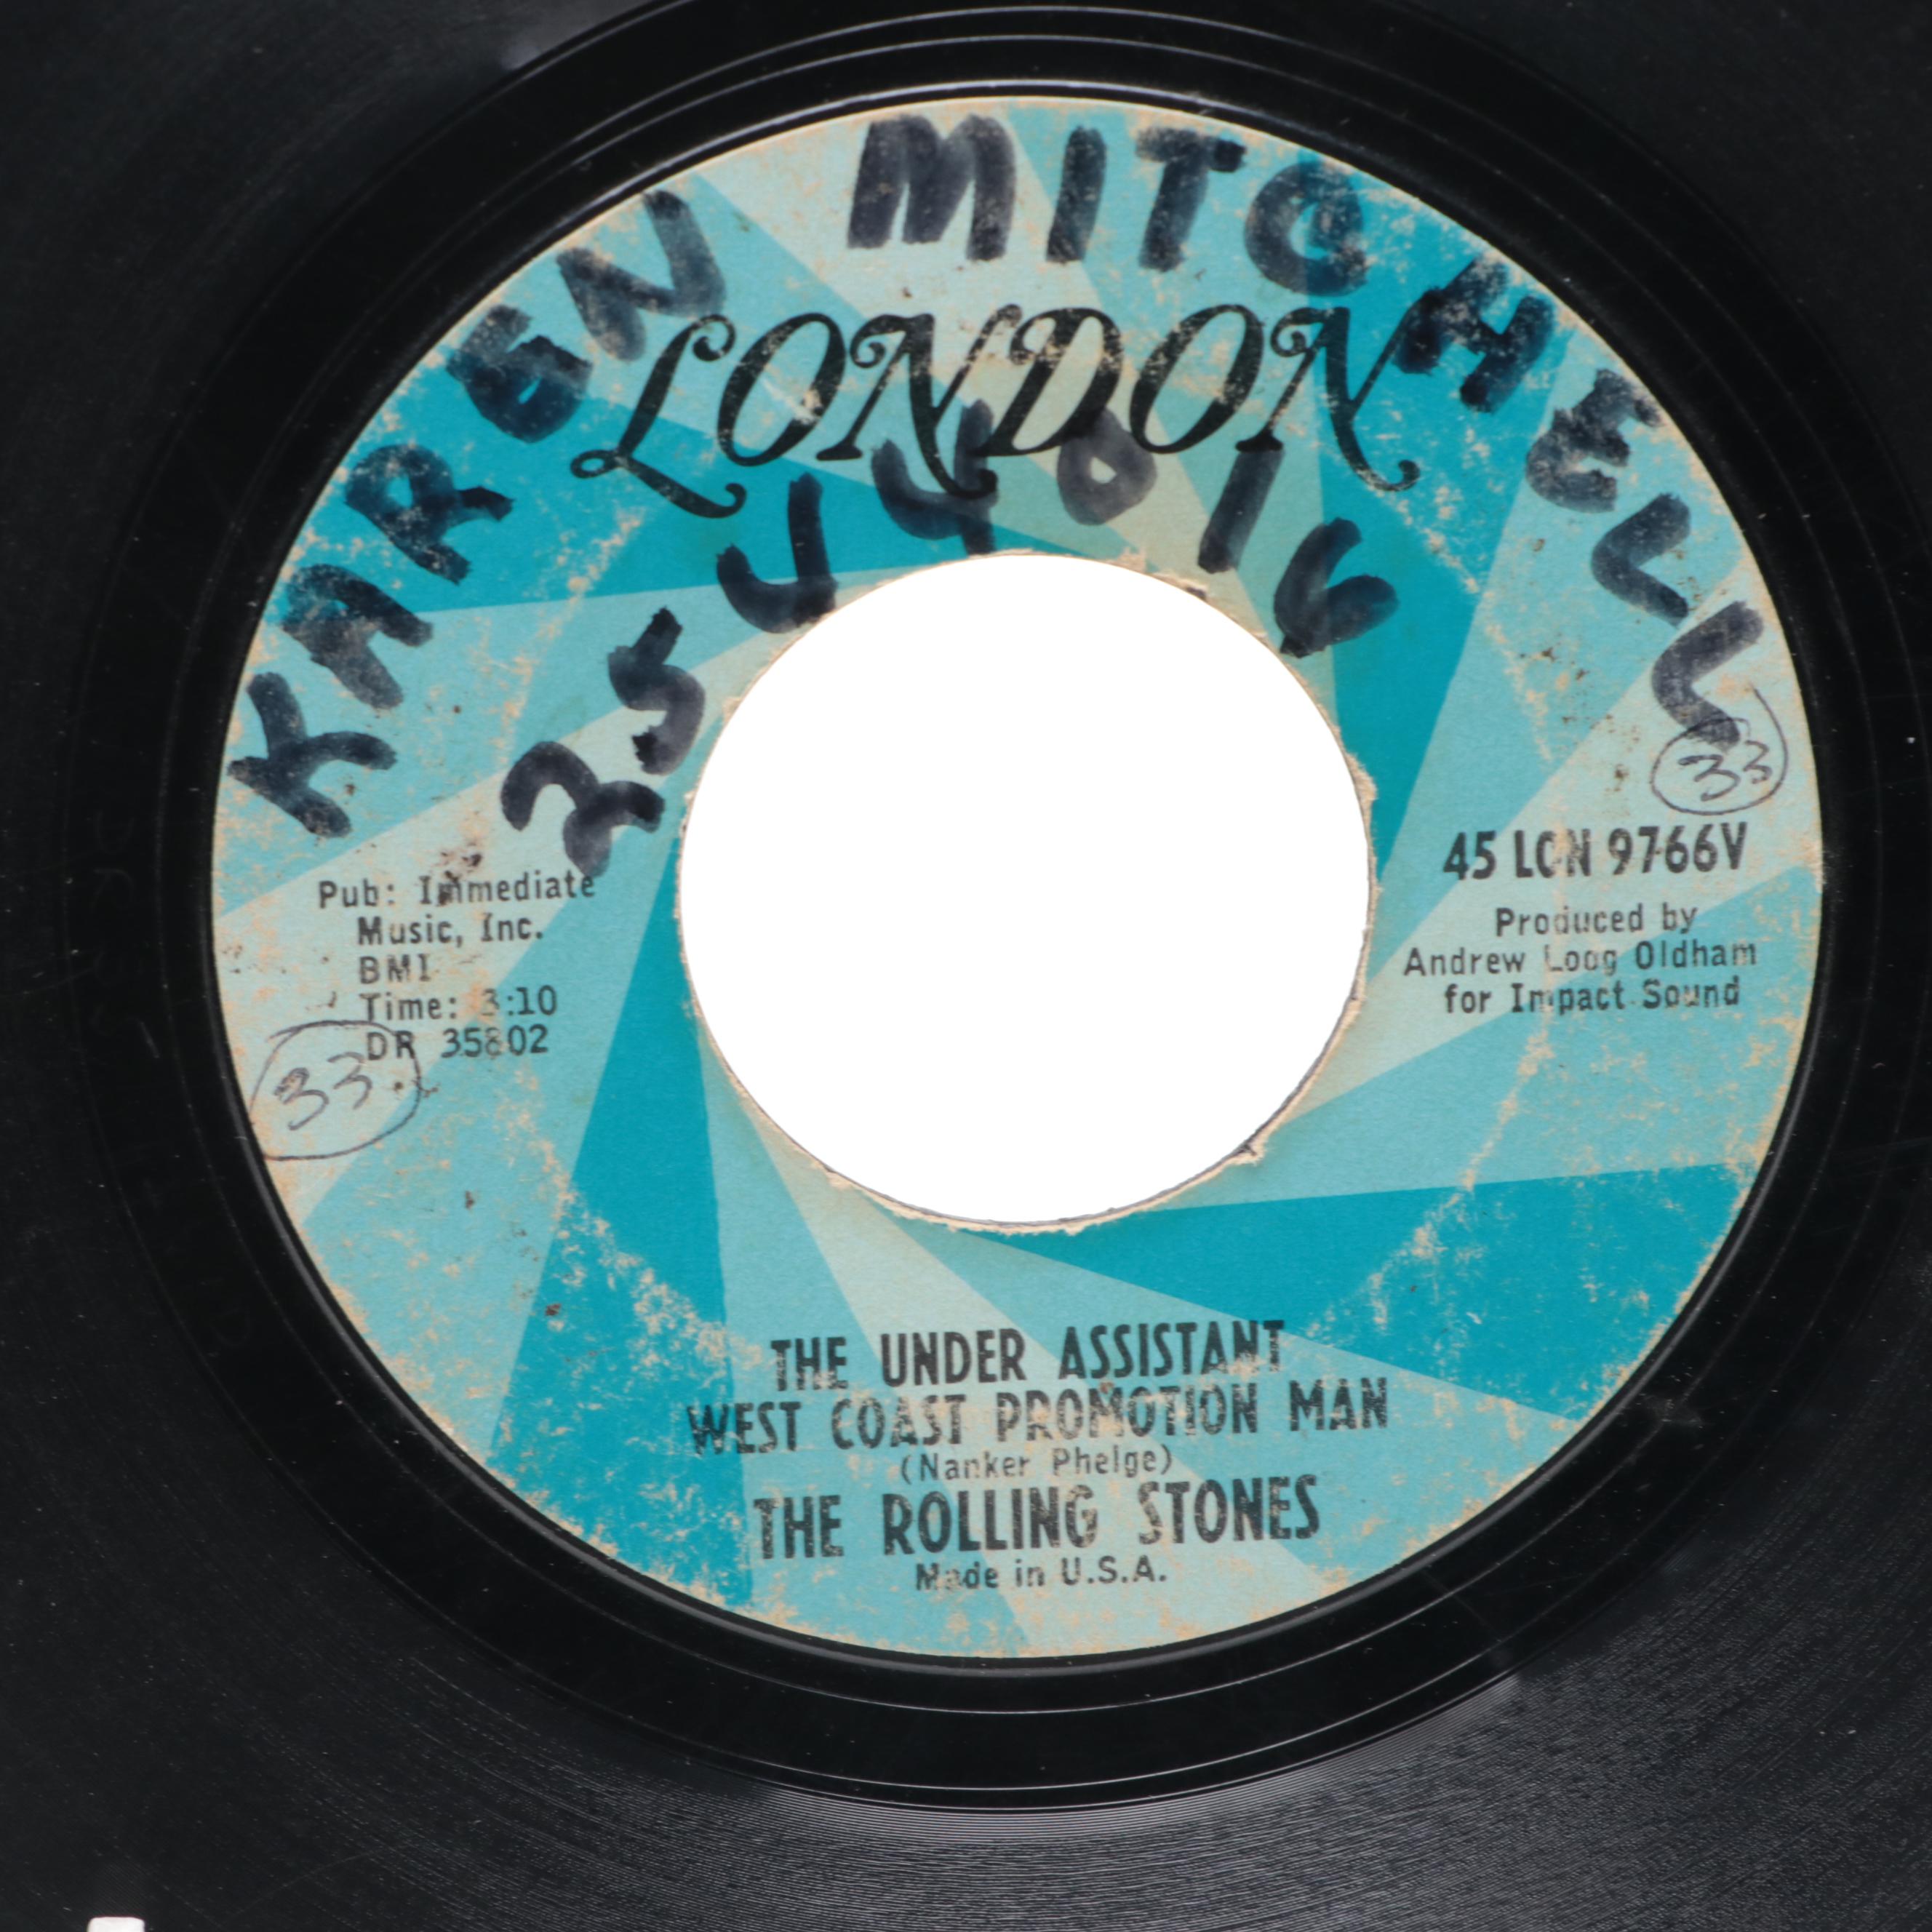 KAREN MITCHELL
LONDON
2544016
33
45 LON 9766V
Produced by
Andrew Loog Oldham
for Impact Sound
Pub: Immediate
Music, Inc.
BMI
Time: 3:10
DR 35802
33
THE UNDER ASSISTANT
WEST COAST PROMOTION MAN
(Nanker Phelge)
THE ROLLING STONES
Made in U.S.A.